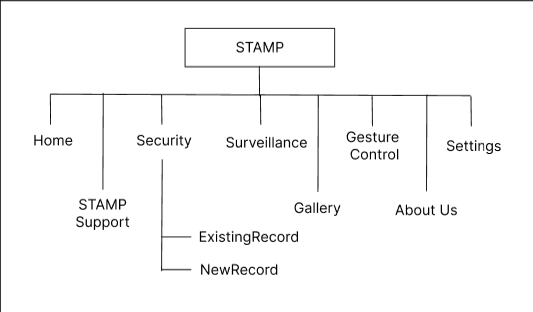 STAMP
Home
Security
Surveillance
Gesture
Control
Settings
STAMP
Support
Gallery
About Us
ExistingRecord
NewRecord